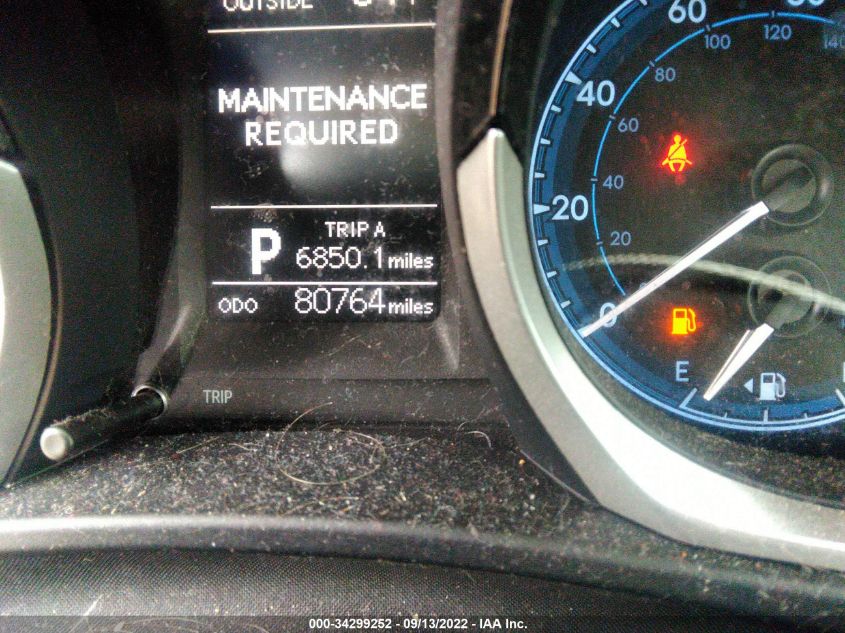 OUTSIDE
MAINTENANCE
REQUIRED
TRIP A
P 6850.1 miles
ODO 80764 miles
TRIP
60
40
20
0
100
120
140
80
60
40
20
E
000-34299252 - 09/13/2022 - IAA Inc.